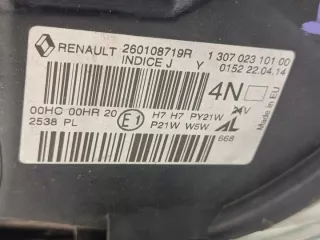 RENAULT 260108719R 1 307 023 101 00
INDICE J Y 0152 22.04.14
4N Made in EU
00HC 00HR 20 E1 H7 H7 PY21W
2538 PL P21W W5W AL
668